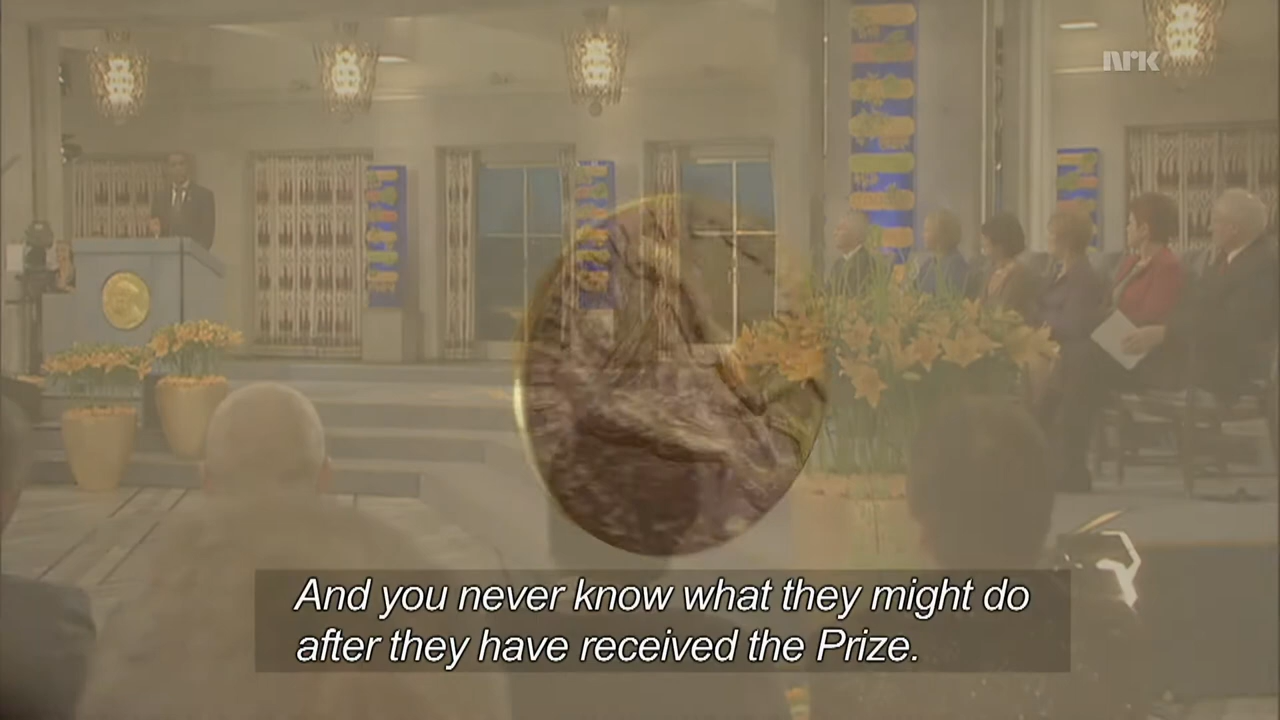 nrk
And you never know what they might do
after they have received the Prize.